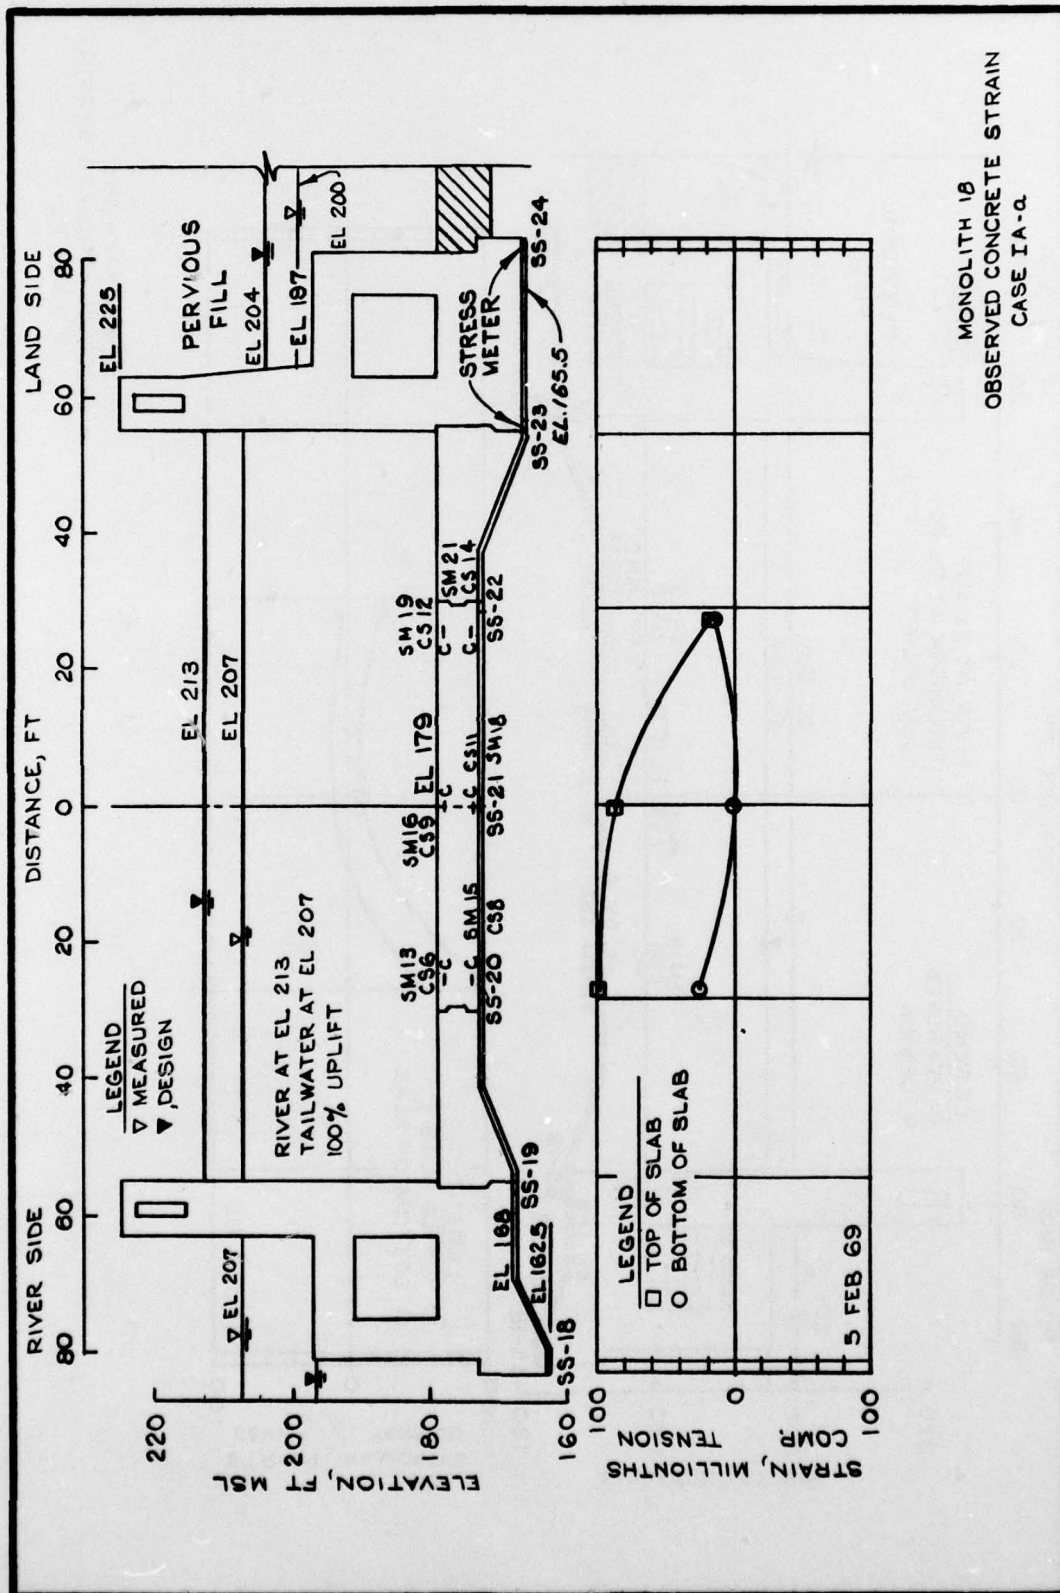 RIVER SIDE
DISTANCE, FT
LAND SIDE
80
60
40
20
0
20
40
60
80
LEGEND
▽ MEASURED
▼ DESIGN
EL 225
PERVIOUS
FILL
EL 213
EL 207
EL 207
EL 204
EL 197
EL 200
RIVER AT EL 213
TAILWATER AT EL 207
100% UPLIFT
ELEVATION, FT MSL
220
200
180
160
SM13
CS6
SM16
CS9
EL 179
SM19
CS12
C
C
C
C
C
C
SM15
CS8
CS11
SM18
SM21
CS14
STRESS
METER
EL 168
EL 162.5
EL. 165.5
SS-18
SS-19
SS-20
SS-21
SS-22
SS-23
SS-24
STRAIN, MILLIONTHS
COMP. TENSION
100
0
100
LEGEND
□ TOP OF SLAB
○ BOTTOM OF SLAB
5 FEB 69
MONOLITH 18
OBSERVED CONCRETE STRAIN
CASE IA-a